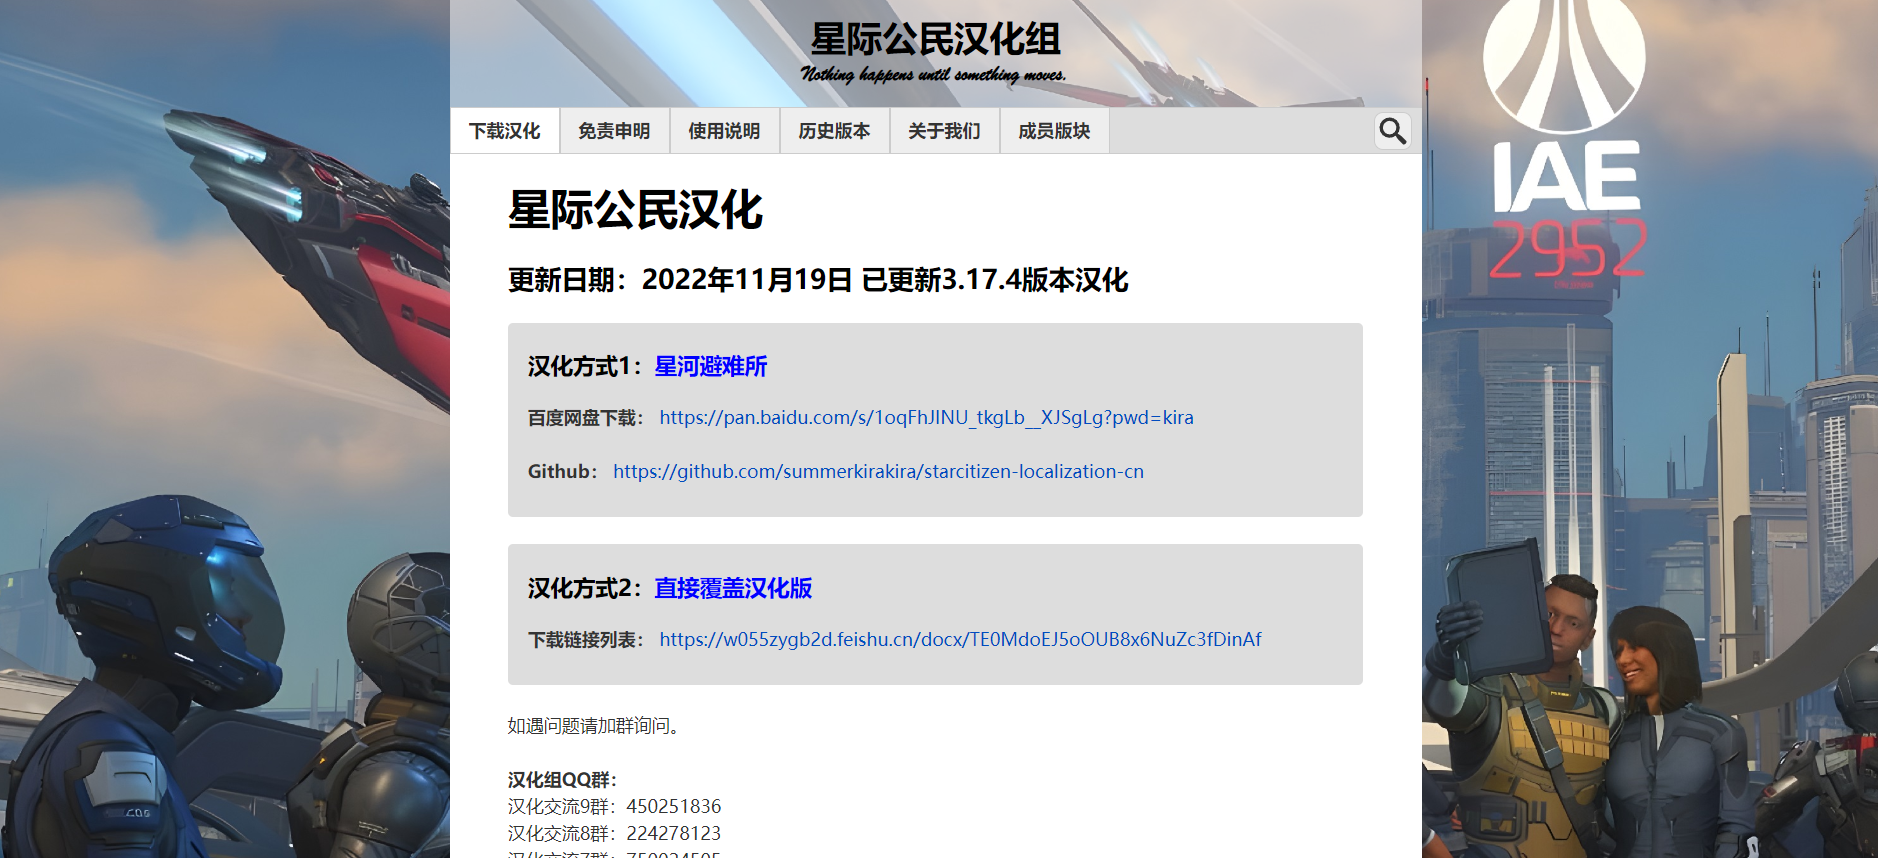 星际公民汉化组
Nothing happens until something moves.
下载汉化 免责申明 使用说明 历史版本 关于我们 成员版块
星际公民汉化
更新日期：2022年11月19日 已更新3.17.4版本汉化
汉化方式1：星河避难所
百度网盘下载： https://pan.baidu.com/s/1oqFhJINU_tkgLb__XJSgLg?pwd=kira
Github： https://github.com/summerkirakira/starcitizen-localization-cn
汉化方式2：直接覆盖汉化版
下载链接列表： https://w055zygb2d.feishu.cn/docx/TE0MdoEJ5oOUB8x6NuZc3fDinAf
如遇问题请加群询问。
汉化组QQ群：
汉化交流9群：450251836
汉化交流8群：224278123
IAE
2952